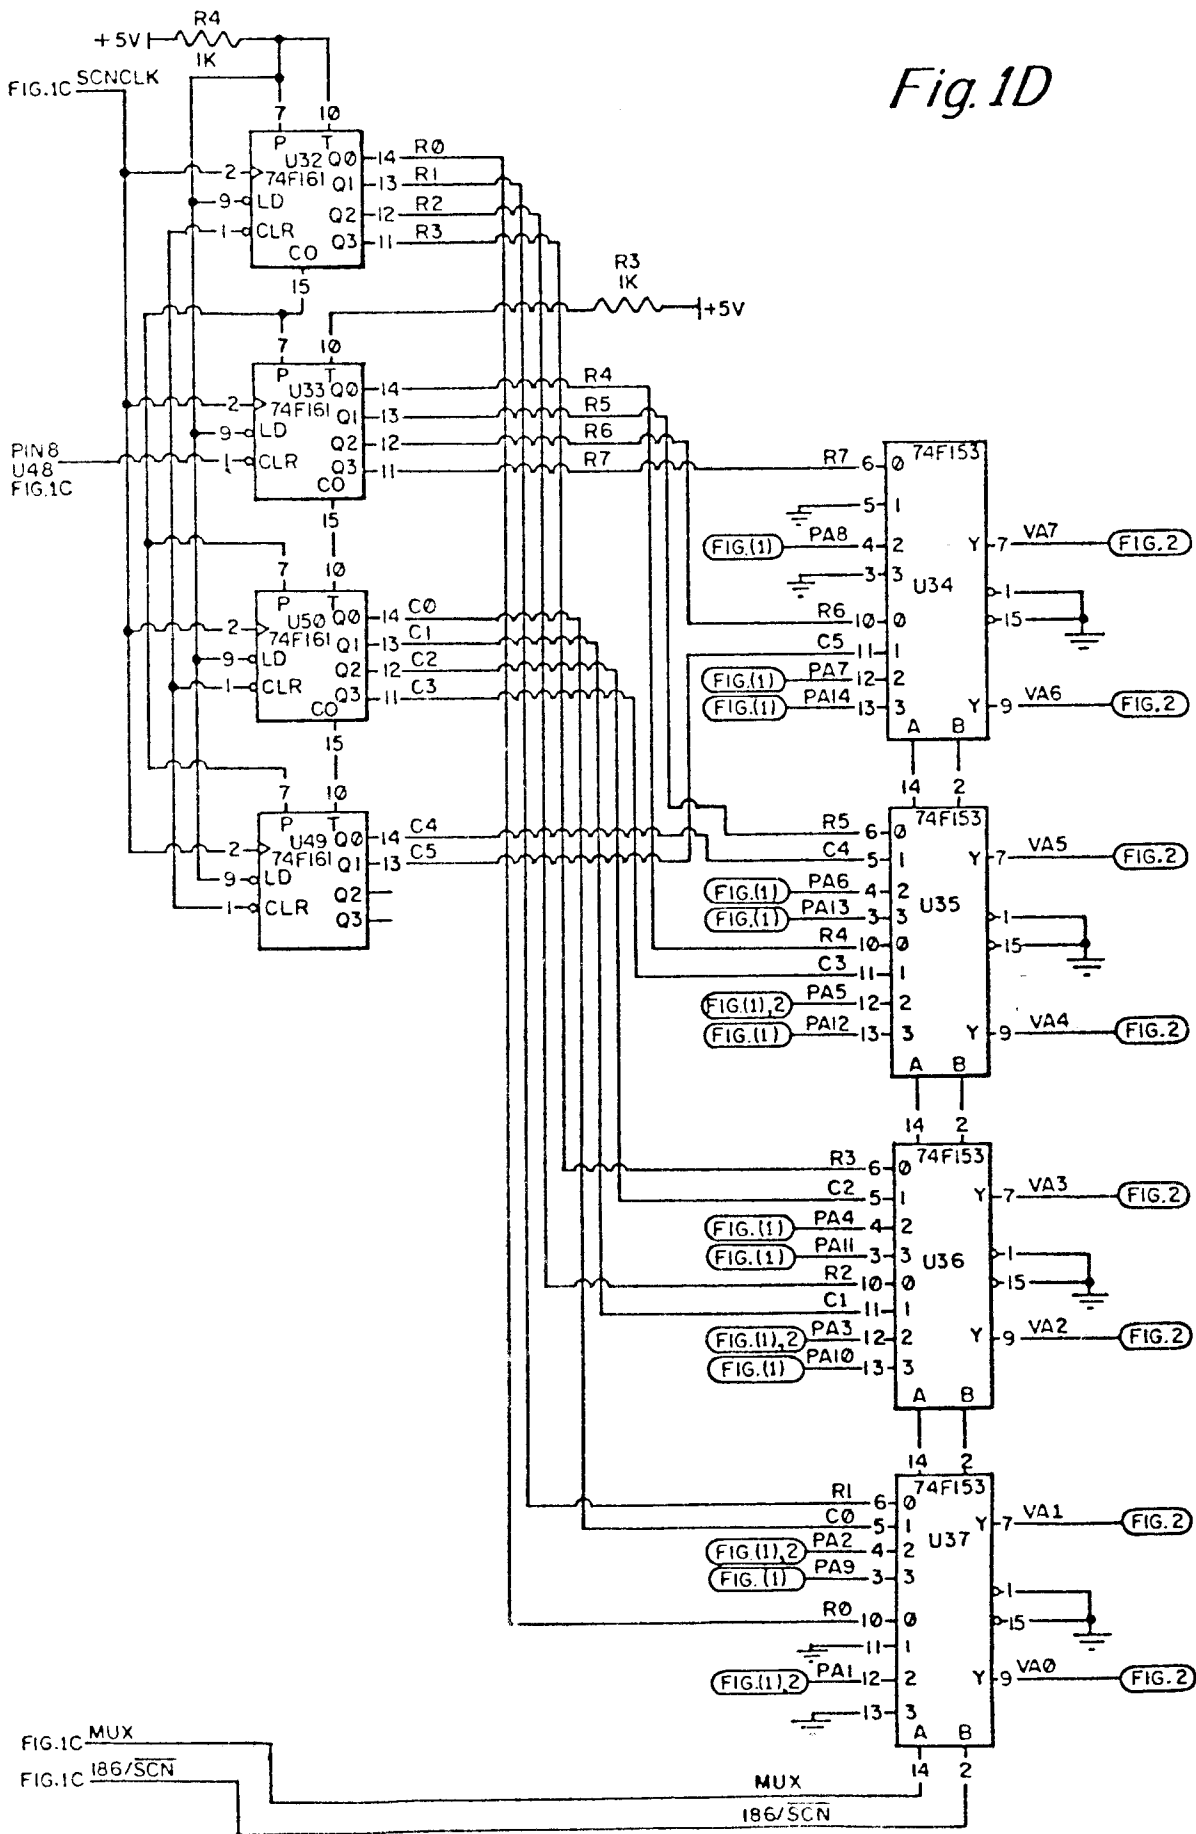 Fig. 1D
R4
+5V
1K
FIG.1C SCNCLK
7 10
P T
U32
74F161
2
9 LD
1 CLR
CO
15
Q0 14 R0
Q1 13 R1
Q2 12 R2
Q3 11 R3
R3
1K
+5V
7 10
P T
U33
74F161
2
9 LD
1 CLR
CO
15
Q0 14 R4
Q1 13 R5
Q2 12 R6
Q3 11 R7
PIN8
U48
FIG.1C
7 10
P T
U50
74F161
2
9 LD
1 CLR
CO
15
Q0 14 C0
Q1 13 C1
Q2 12 C2
Q3 11 C3
7 10
P T
U49
74F161
2
9 LD
1 CLR
Q0 14 C4
Q1 13 C5
Q2
Q3
74F153
R7 6 0
5 1
FIG.(1) PA8 4 2
3 3
U34
Y 7 VA7 FIG.2
1
15
R6 10 0
C5 11 1
FIG.(1) PA7 12 2
FIG.(1) PA14 13 3
Y 9 VA6 FIG.2
A B
14 2
74F153
R5 6 0
C4 5 1
Y 7 VA5 FIG.2
FIG.(1) PA6 4 2
FIG.(1) PA13 3 3
U35
1
15
R4 10 0
C3 11 1
FIG.(1),2 PA5 12 2
FIG.(1) PA12 13 3
Y 9 VA4 FIG.2
A B
14 2
74F153
R3 6 0
C2 5 1
Y 7 VA3 FIG.2
FIG.(1) PA4 4 2
FIG.(1) PA11 3 3
U36
1
15
R2 10 0
C1 11 1
FIG.(1),2 PA3 12 2
FIG.(1) PA10 13 3
Y 9 VA2 FIG.2
A B
14 2
74F153
R1 6 0
C0 5 1
Y 7 VA1 FIG.2
U37
FIG.(1),2 PA2 4 2
FIG.(1) PA9 3 3
1
15
R0 10 0
11 1
FIG.(1),2 PA1 12 2
13 3
Y 9 VA0 FIG.2
A B
14 2
FIG.1C MUX
FIG.1C 186/SCN
MUX
186/SCN